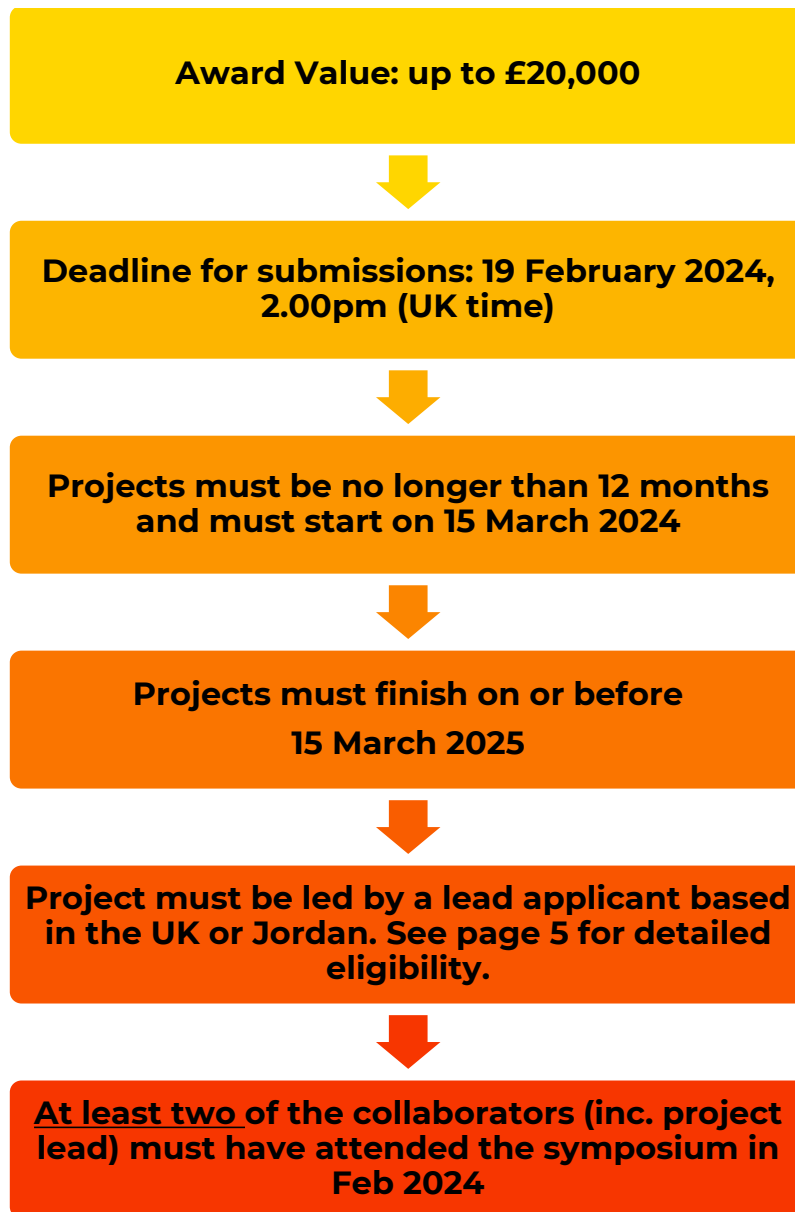 Award Value: up to £20,000
Deadline for submissions: 19 February 2024,
2.00pm (UK time)
Projects must be no longer than 12 months
and must start on 15 March 2024
Projects must finish on or before
15 March 2025
Project must be led by a lead applicant based
in the UK or Jordan. See page 5 for detailed
eligibility.
At least two of the collaborators (inc. project
lead) must have attended the symposium in
Feb 2024